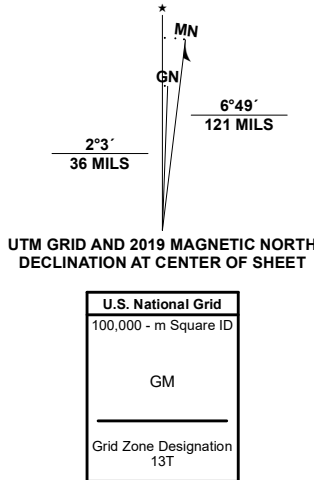 ★
MN
GN
6°49´
121 MILS
2°3´
36 MILS
UTM GRID AND 2019 MAGNETIC NORTH
DECLINATION AT CENTER OF SHEET
U.S. National Grid
100,000 - m Square ID
GM
Grid Zone Designation
13T